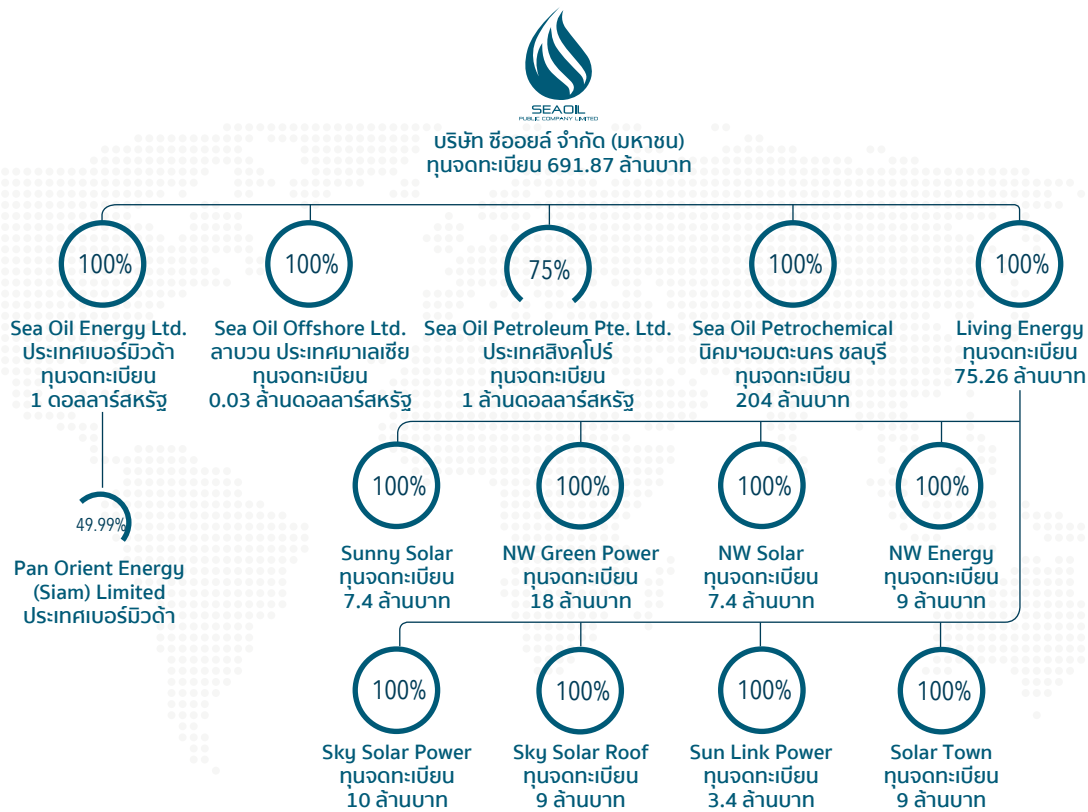 SEAOIL
PUBLIC COMPANY LIMITED
บริษัท ซีออยล์ จำกัด (มหาชน)
ทุนจดทะเบียน 691.87 ล้านบาท
100%
Sea Oil Energy Ltd.
ประเทศเบอร์มิวด้า
ทุนจดทะเบียน
1 ดอลลาร์สหรัฐ
100%
Sea Oil Offshore Ltd.
ลาบวน ประเทศมาเลเซีย
ทุนจดทะเบียน
0.03 ล้านดอลลาร์สหรัฐ
75%
Sea Oil Petroleum Pte. Ltd.
ประเทศสิงคโปร์
ทุนจดทะเบียน
1 ล้านดอลลาร์สหรัฐ
100%
Sea Oil Petrochemical
นิคมฯอมตะนคร ชลบุรี
ทุนจดทะเบียน
204 ล้านบาท
100%
Living Energy
ทุนจดทะเบียน
75.26 ล้านบาท
49.99%
Pan Orient Energy
(Siam) Limited
ประเทศเบอร์มิวด้า
100%
Sunny Solar
ทุนจดทะเบียน
7.4 ล้านบาท
100%
NW Green Power
ทุนจดทะเบียน
18 ล้านบาท
100%
NW Solar
ทุนจดทะเบียน
7.4 ล้านบาท
100%
NW Energy
ทุนจดทะเบียน
9 ล้านบาท
100%
Sky Solar Power
ทุนจดทะเบียน
10 ล้านบาท
100%
Sky Solar Roof
ทุนจดทะเบียน
9 ล้านบาท
100%
Sun Link Power
ทุนจดทะเบียน
3.4 ล้านบาท
100%
Solar Town
ทุนจดทะเบียน
9 ล้านบาท